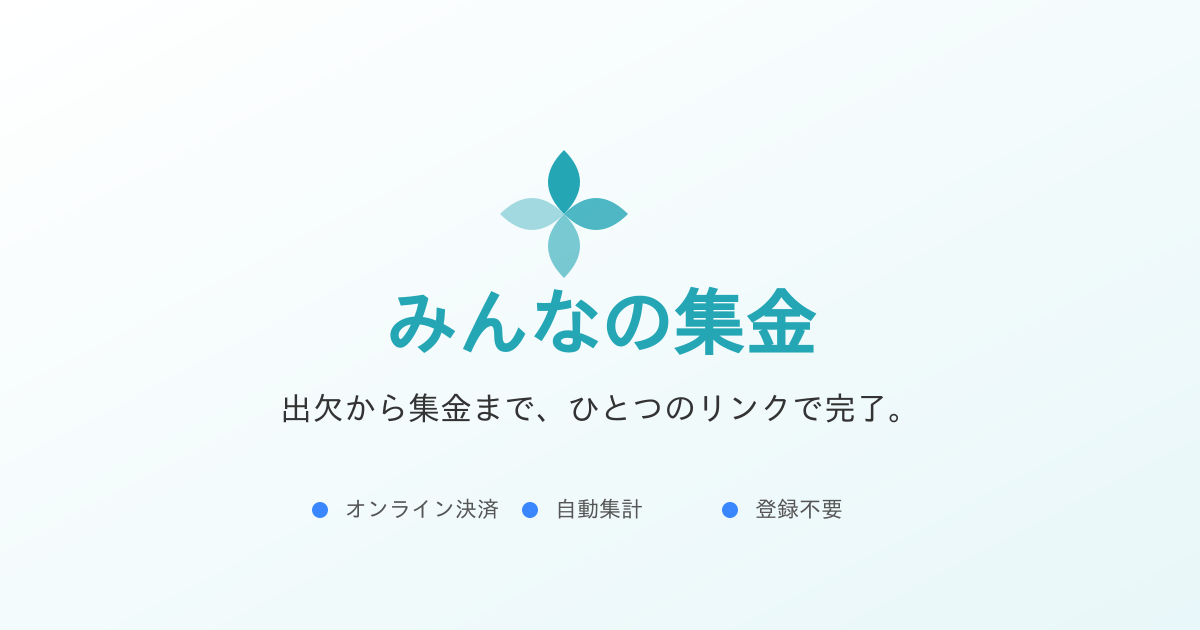 みんなの集金
出欠から集金まで、ひとつのリンクで完了。
オンライン決済 自動集計 登録不要